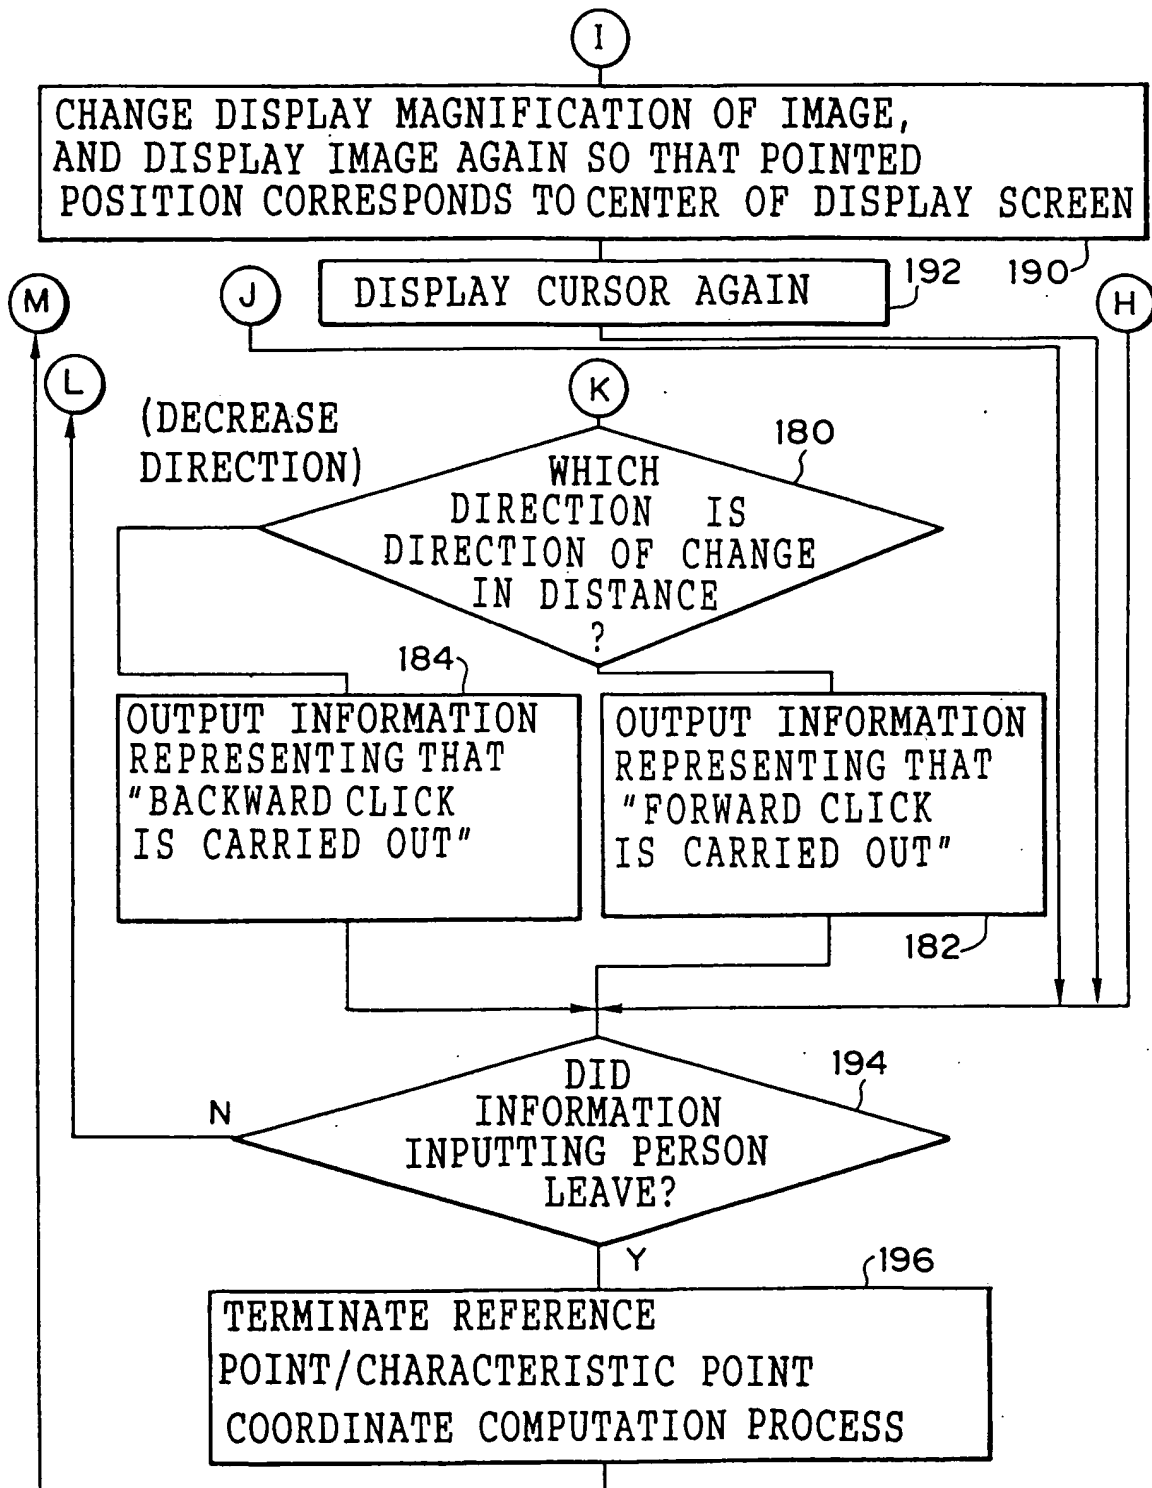 I
CHANGE DISPLAY MAGNIFICATION OF IMAGE,
AND DISPLAY IMAGE AGAIN SO THAT POINTED
POSITION CORRESPONDS TO CENTER OF DISPLAY SCREEN
190
192
DISPLAY CURSOR AGAIN
M
J
H
L
K
(DECREASE
DIRECTION)
180
WHICH
DIRECTION IS
DIRECTION OF CHANGE
IN DISTANCE
?
184
OUTPUT INFORMATION
REPRESENTING THAT
"BACKWARD CLICK
IS CARRIED OUT"
OUTPUT INFORMATION
REPRESENTING THAT
"FORWARD CLICK
IS CARRIED OUT"
182
194
DID
INFORMATION
INPUTTING PERSON
LEAVE?
N
Y
196
TERMINATE REFERENCE
POINT/CHARACTERISTIC POINT
COORDINATE COMPUTATION PROCESS